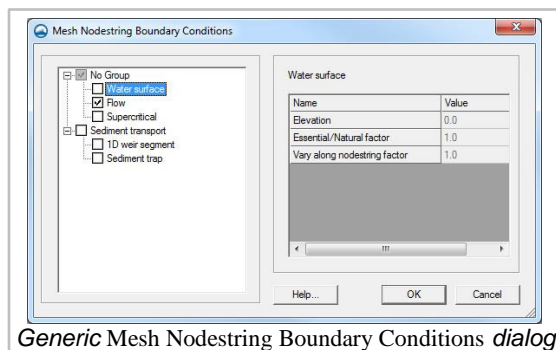 Mesh Nodestring Boundary Conditions
No Group
Water surface
Flow
Supercritical
Sediment transport
1D weir segment
Sediment trap
Water surface
Name Value
Elevation 0.0
Essential/Natural factor 1.0
Vary along nodestring factor 1.0
Help... OK Cancel
Generic Mesh Nodestring Boundary Conditions dialog